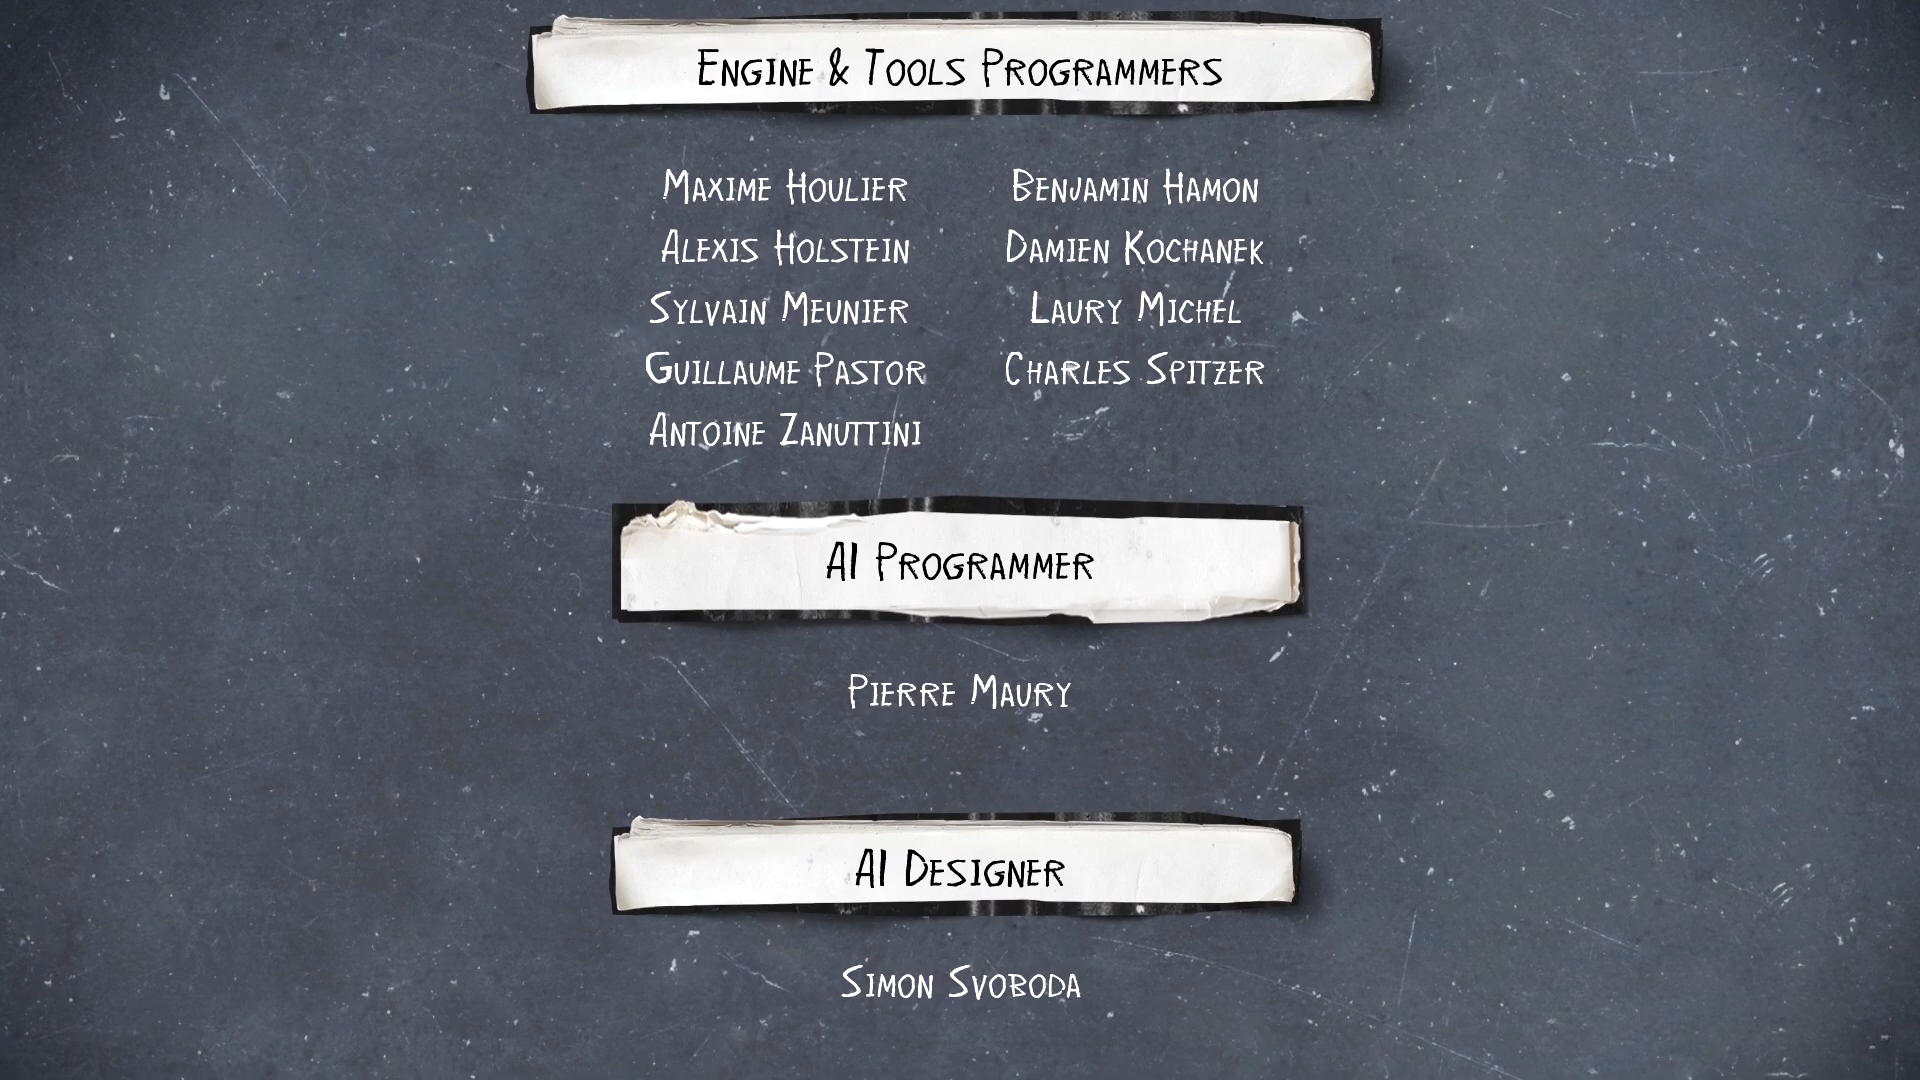 Engine & Tools Programmers
Maxime Houlier Benjamin Hamon
Alexis Holstein Damien Kochanek
Sylvain Meunier Laury Michel
Guillaume Pastor Charles Spitzer
Antoine Zanuttini
AI Programmer
Pierre Maury
AI Designer
Simon Svoboda